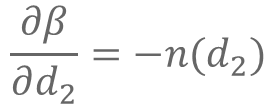 ∂β/∂d₂ = −n(d₂)